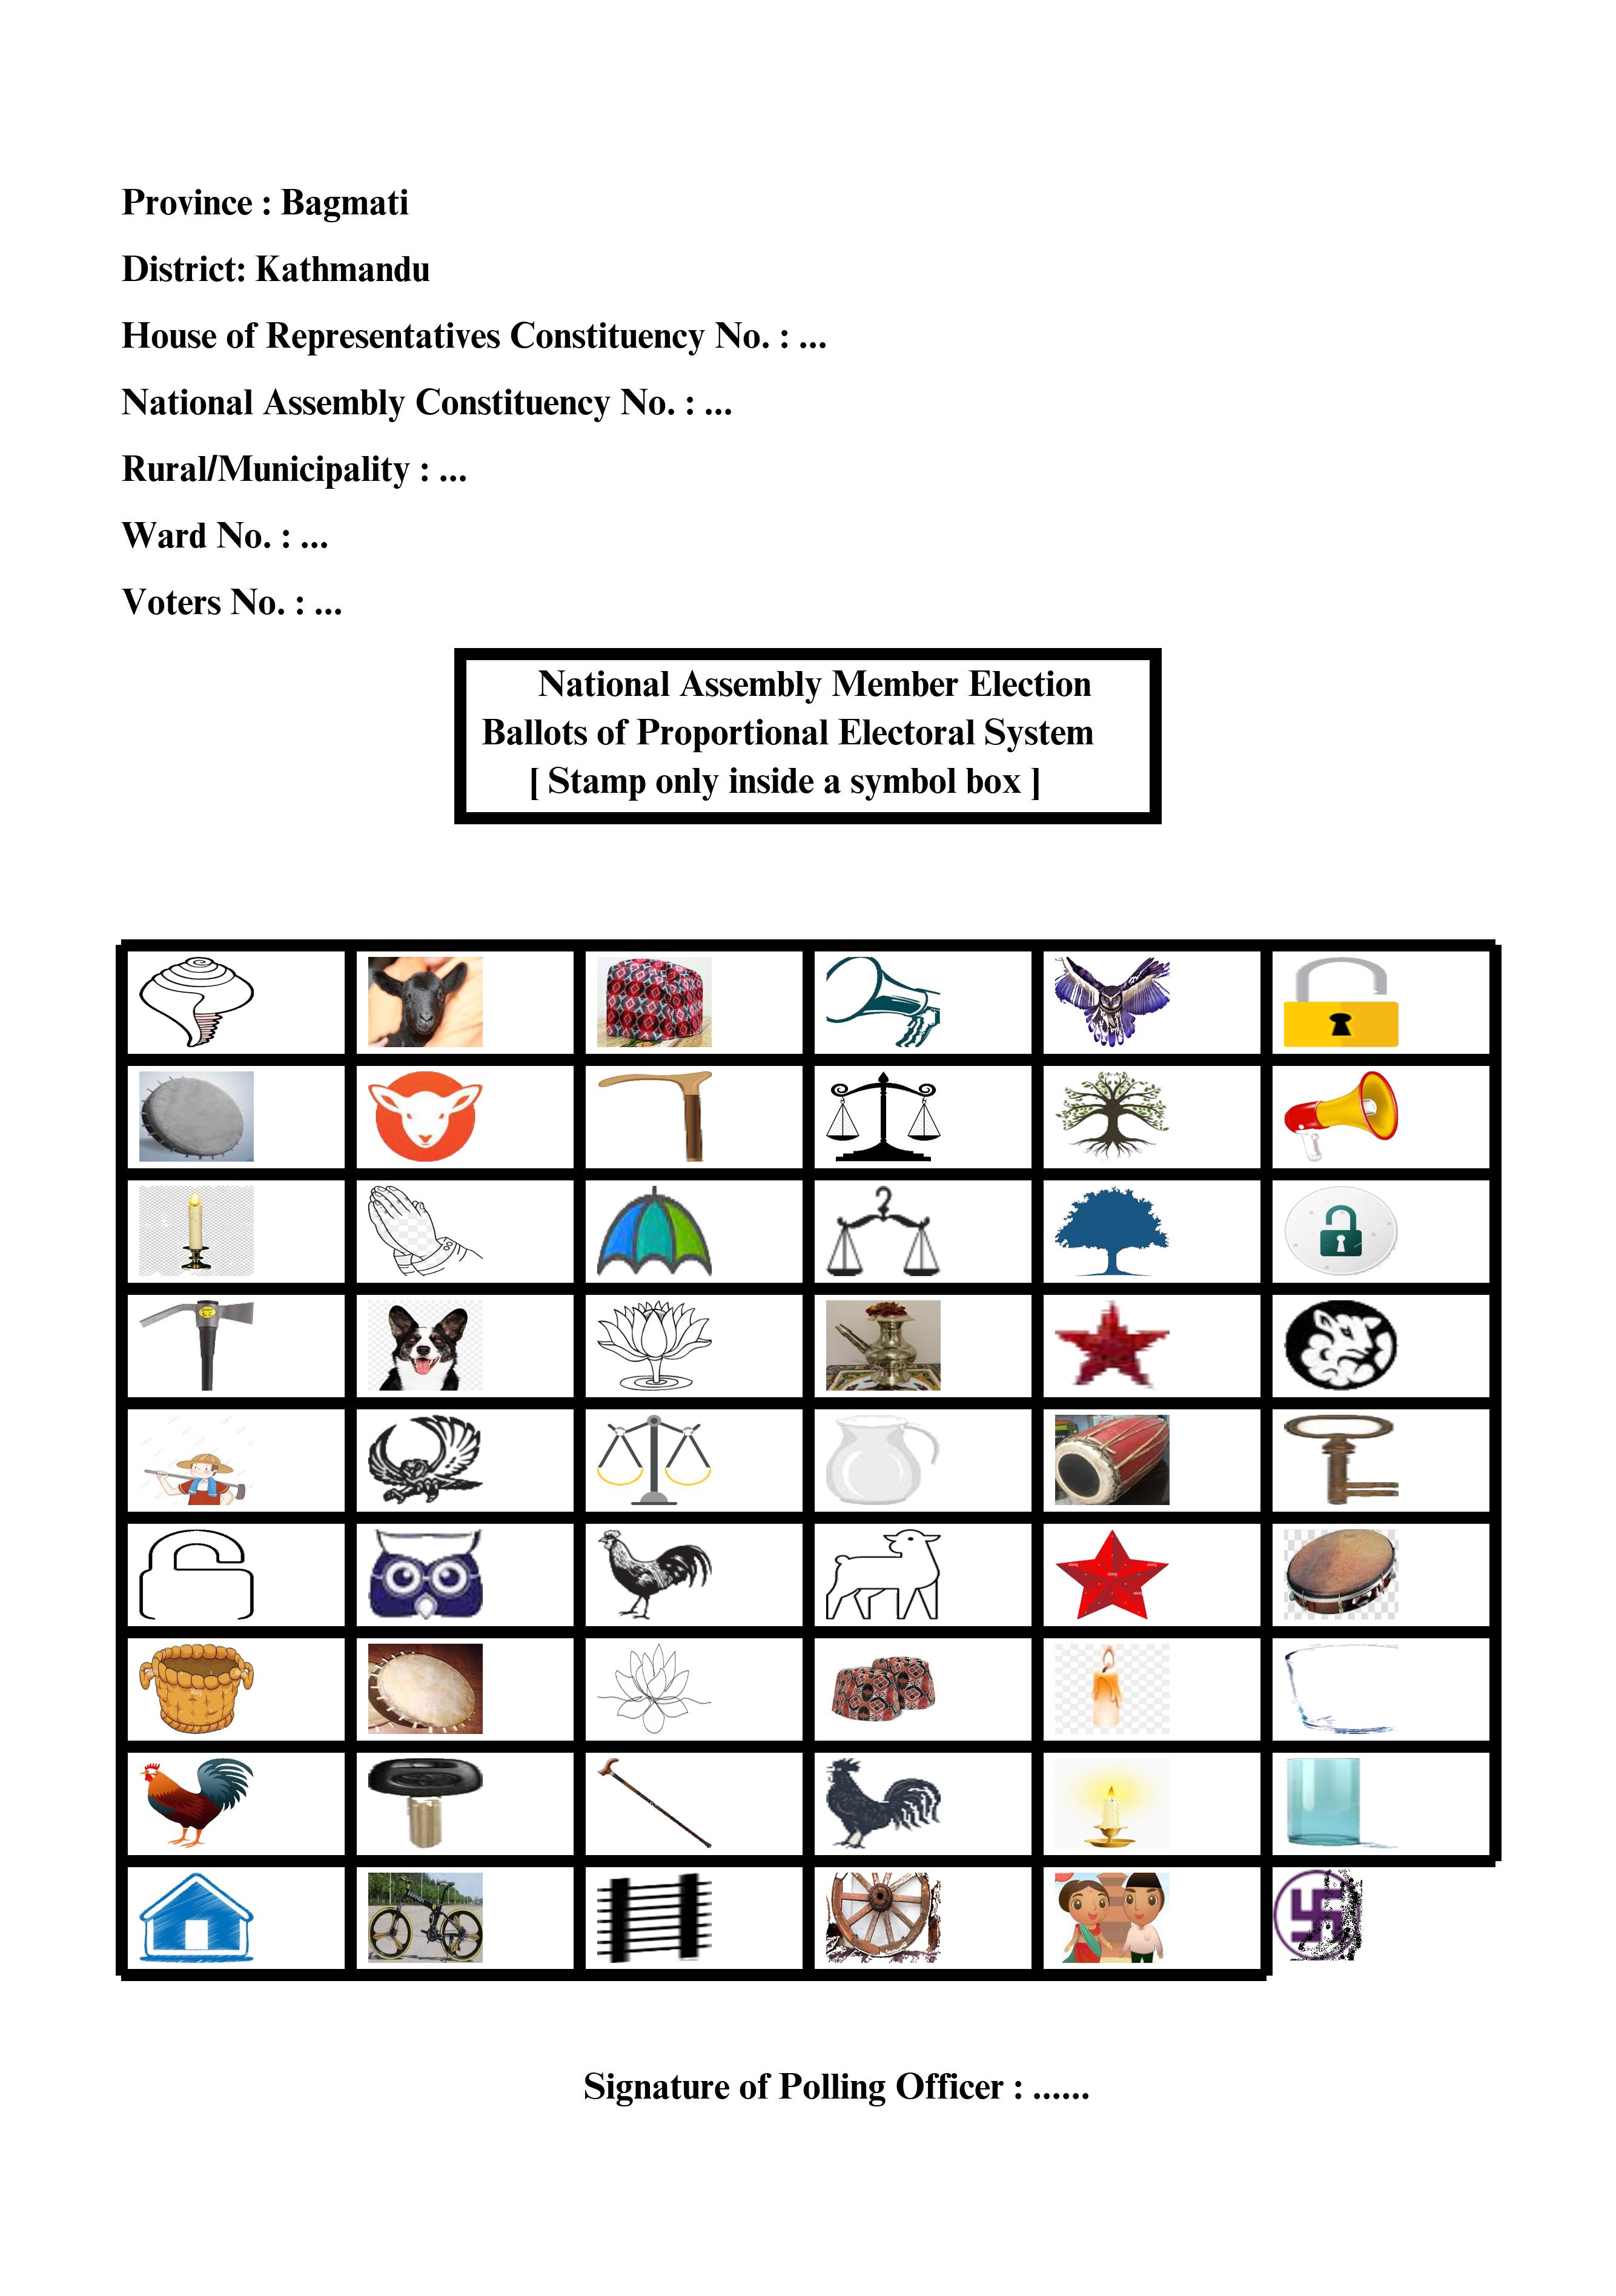 Province : Bagmati
District: Kathmandu
House of Representatives Constituency No. : ...
National Assembly Constituency No. : ...
Rural/Municipality : ...
Ward No. : ...
Voters No. : ...
National Assembly Member Election
Ballots of Proportional Electoral System
[ Stamp only inside a symbol box ]
Signature of Polling Officer : ......